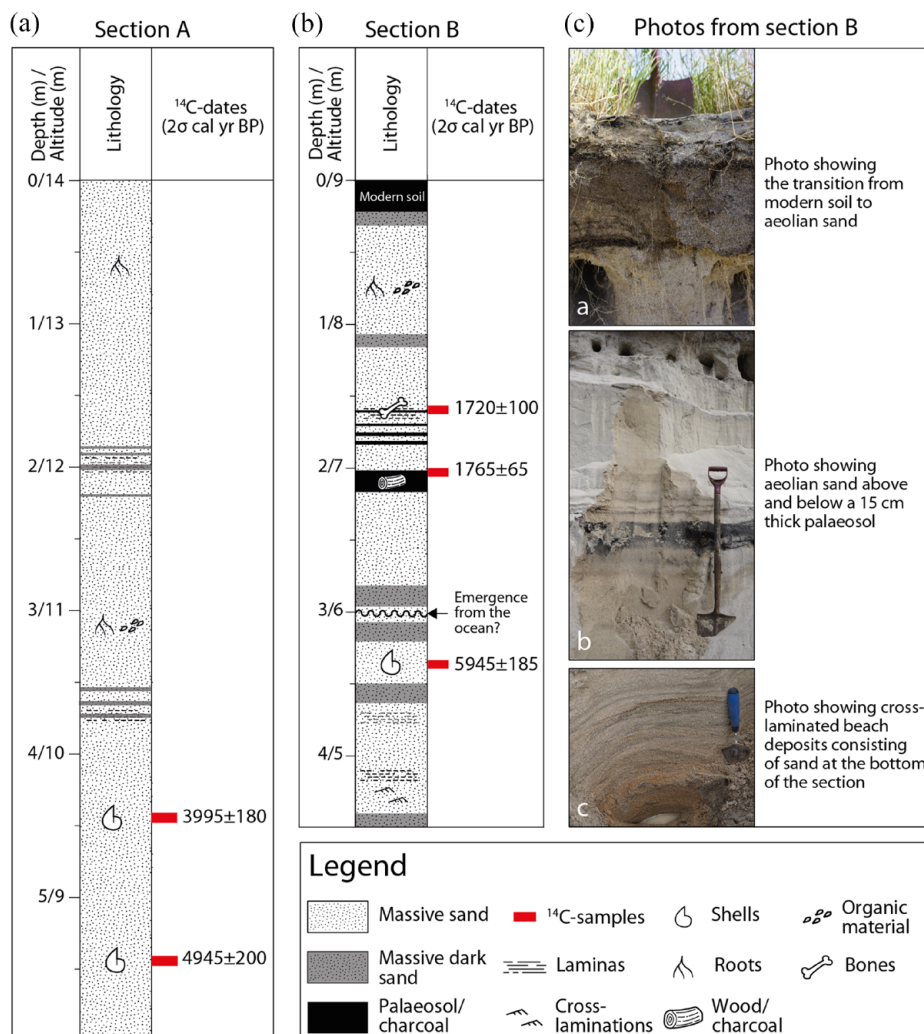 (a)
Section A
Depth (m) /
Altitude (m)
Lithology
¹⁴C-dates
(2σ cal yr BP)
0/14
1/13
2/12
3/11
4/10
5/9
3995±180
4945±200
(b)
Section B
Depth (m) /
Altitude (m)
Lithology
¹⁴C-dates
(2σ cal yr BP)
0/9
Modern soil
1/8
1720±100
2/7
1765±65
Emergence
from the
ocean?
3/6
5945±185
4/5
(c)
Photos from section B
a
Photo showing
the transition from
modern soil to
aeolian sand
b
Photo showing
aeolian sand above
and below a 15 cm
thick palaeosol
c
Photo showing cross-
laminated beach
deposits consisting
of sand at the bottom
of the section
Legend
Massive sand
¹⁴C-samples
Shells
Organic
material
Massive dark
sand
Laminas
Roots
Bones
Palaeosol/
charcoal
Cross-
laminations
Wood/
charcoal